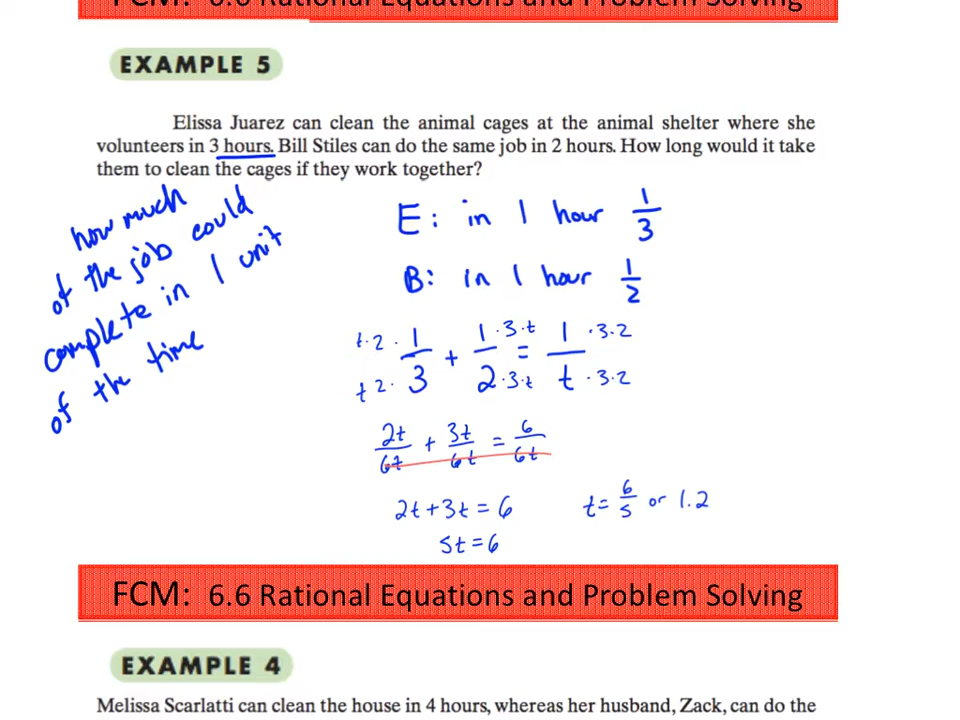 FCM: 6.6 Rational Equations and Problem Solving
EXAMPLE 5
Elissa Juarez can clean the animal cages at the animal shelter where she
volunteers in 3 hours. Bill Stiles can do the same job in 2 hours. How long would it take
them to clean the cages if they work together?
how much
of the job could
complete in 1 unit
of the time
E: in 1 hour 1/3
B: in 1 hour 1/2
t·2· 1 1 ·3·t 1 ·3·2
+ =
t 2· 3 2 ·3·t t ·3·2
2t/6t + 3t/6t = 6/6t
2t+3t = 6 t = 6/5 or 1.2
5t = 6
FCM: 6.6 Rational Equations and Problem Solving
EXAMPLE 4
Melissa Scarlatti can clean the house in 4 hours, whereas her husband, Zack, can do the